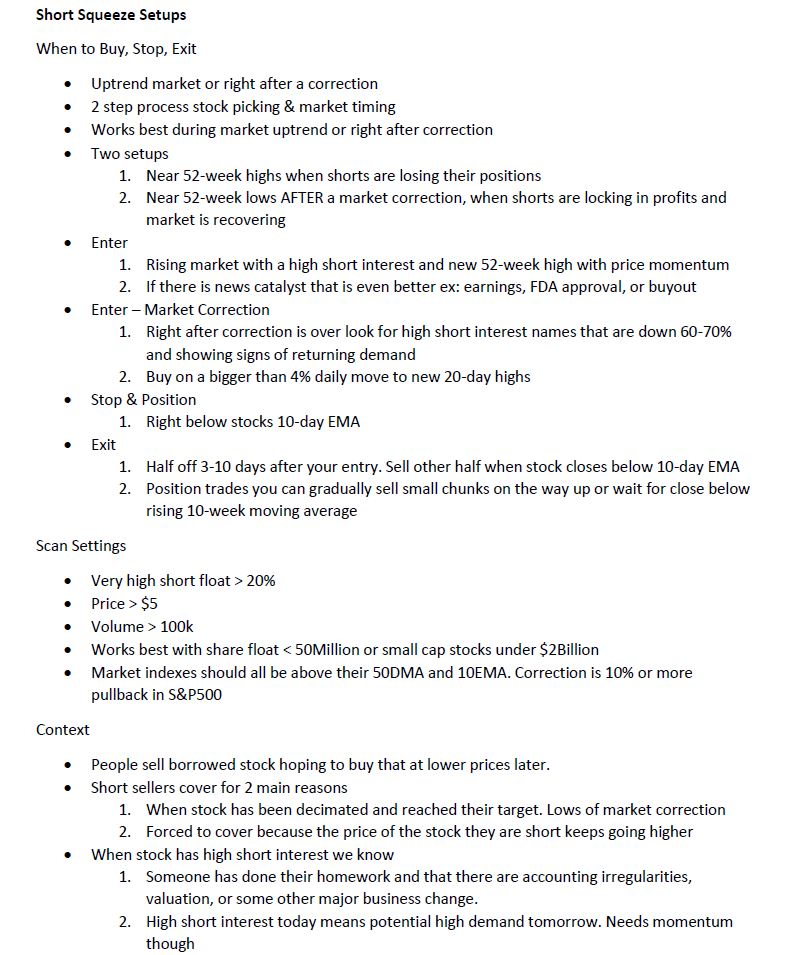 Short Squeeze Setups
When to Buy, Stop, Exit
• Uptrend market or right after a correction
• 2 step process stock picking & market timing
• Works best during market uptrend or right after correction
• Two setups
1. Near 52-week highs when shorts are losing their positions
2. Near 52-week lows AFTER a market correction, when shorts are locking in profits and
market is recovering
• Enter
1. Rising market with a high short interest and new 52-week high with price momentum
2. If there is news catalyst that is even better ex: earnings, FDA approval, or buyout
• Enter – Market Correction
1. Right after correction is over look for high short interest names that are down 60-70%
and showing signs of returning demand
2. Buy on a bigger than 4% daily move to new 20-day highs
• Stop & Position
1. Right below stocks 10-day EMA
• Exit
1. Half off 3-10 days after your entry. Sell other half when stock closes below 10-day EMA
2. Position trades you can gradually sell small chunks on the way up or wait for close below
rising 10-week moving average
Scan Settings
• Very high short float > 20%
• Price > $5
• Volume > 100k
• Works best with share float < 50Million or small cap stocks under $2Billion
• Market indexes should all be above their 50DMA and 10EMA. Correction is 10% or more
pullback in S&P500
Context
• People sell borrowed stock hoping to buy that at lower prices later.
• Short sellers cover for 2 main reasons
1. When stock has been decimated and reached their target. Lows of market correction
2. Forced to cover because the price of the stock they are short keeps going higher
• When stock has high short interest we know
1. Someone has done their homework and that there are accounting irregularities,
valuation, or some other major business change.
2. High short interest today means potential high demand tomorrow. Needs momentum
though